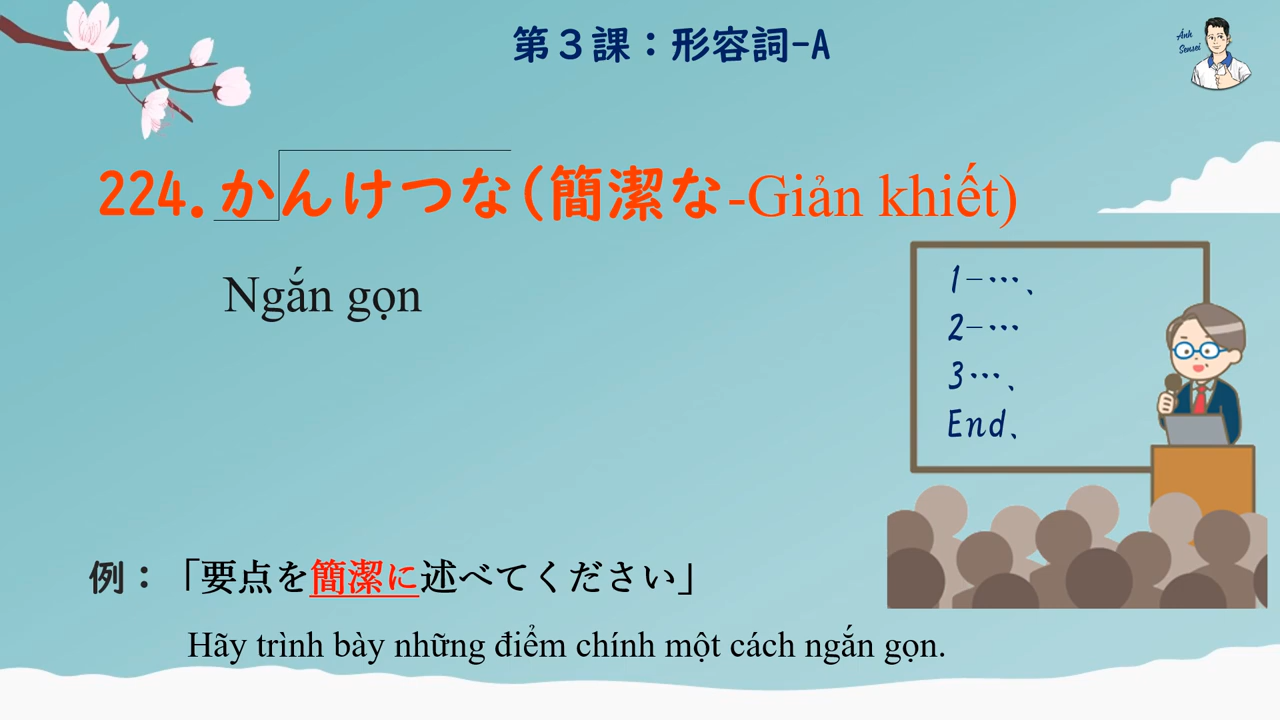 第３課：形容詞-A
Ánh
Sensei
224.かんけつな(簡潔な-Giản khiết)
Ngắn gọn
1-…、
2-…
3…、
End、
例：「要点を簡潔に述べてください」
Hãy trình bày những điểm chính một cách ngắn gọn.